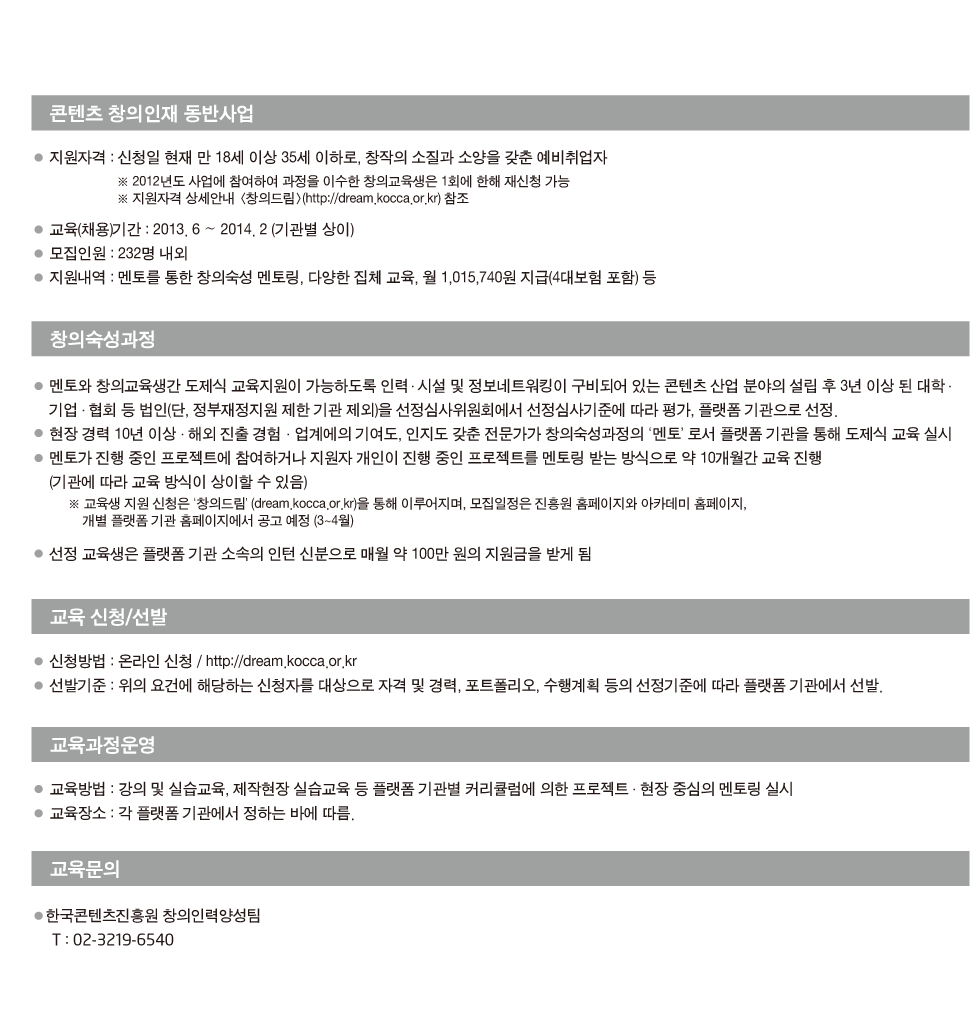 콘텐츠 창의인재 동반사업
● 지원자격 : 신청일 현재 만 18세 이상 35세 이하로, 창작의 소질과 소양을 갖춘 예비취업자
※ 2012년도 사업에 참여하여 과정을 이수한 창의교육생은 1회에 한해 재신청 가능
※ 지원자격 상세안내 <창의드림>(http://dream.kocca.or.kr) 참조
● 교육(채용)기간 : 2013. 6 ~ 2014. 2 (기관별 상이)
● 모집인원 : 232명 내외
● 지원내역 : 멘토를 통한 창의숙성 멘토링, 다양한 집체 교육, 월 1,015,740원 지급(4대보험 포함) 등
창의숙성과정
● 멘토와 창의교육생간 도제식 교육지원이 가능하도록 인력 · 시설 및 정보네트워킹이 구비되어 있는 콘텐츠 산업 분야의 설립 후 3년 이상 된 대학 ·
기업 · 협회 등 법인(단, 정부재정지원 제한 기관 제외)을 선정심사위원회에서 선정심사기준에 따라 평가, 플랫폼 기관으로 선정.
● 현장 경력 10년 이상 · 해외 진출 경험 · 업계에의 기여도, 인지도 갖춘 전문가가 창의숙성과정의 ‘멘토’ 로서 플랫폼 기관을 통해 도제식 교육 실시
● 멘토가 진행 중인 프로젝트에 참여하거나 지원자 개인이 진행 중인 프로젝트를 멘토링 받는 방식으로 약 10개월간 교육 진행
(기관에 따라 교육 방식이 상이할 수 있음)
※ 교육생 지원 신청은 ‘창의드림’ (dream.kocca.or.kr)을 통해 이루어지며, 모집일정은 진흥원 홈페이지와 아카데미 홈페이지,
개별 플랫폼 기관 홈페이지에서 공고 예정 (3~4월)
● 선정 교육생은 플랫폼 기관 소속의 인턴 신분으로 매월 약 100만 원의 지원금을 받게 됨
교육 신청/선발
● 신청방법 : 온라인 신청 / http://dream.kocca.or.kr
● 선발기준 : 위의 요건에 해당하는 신청자를 대상으로 자격 및 경력, 포트폴리오, 수행계획 등의 선정기준에 따라 플랫폼 기관에서 선발.
교육과정운영
● 교육방법 : 강의 및 실습교육, 제작현장 실습교육 등 플랫폼 기관별 커리큘럼에 의한 프로젝트 · 현장 중심의 멘토링 실시
● 교육장소 : 각 플랫폼 기관에서 정하는 바에 따름.
교육문의
● 한국콘텐츠진흥원 창의인력양성팀
T : 02-3219-6540